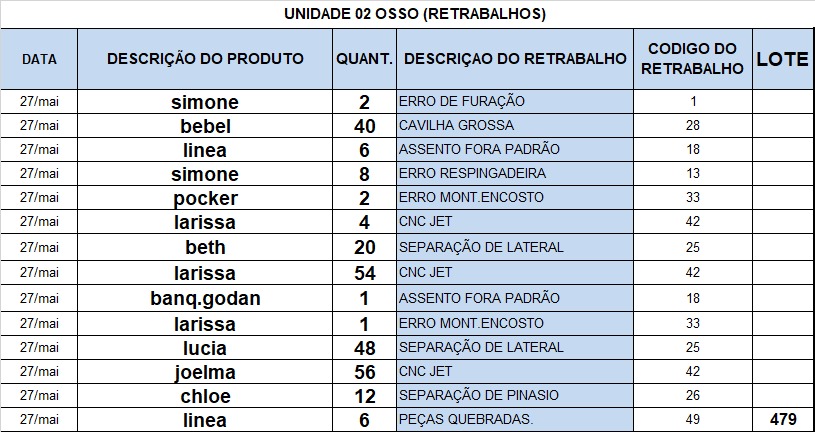 UNIDADE 02 OSSO (RETRABALHOS)
DATA DESCRIÇÃO DO PRODUTO QUANT. DESCRIÇAO DO RETRABALHO CODIGO DO RETRABALHO LOTE
27/mai simone 2 ERRO DE FURAÇÃO 1
27/mai bebel 40 CAVILHA GROSSA 28
27/mai linea 6 ASSENTO FORA PADRÃO 18
27/mai simone 8 ERRO RESPINGADEIRA 13
27/mai pocker 2 ERRO MONT.ENCOSTO 33
27/mai larissa 4 CNC JET 42
27/mai beth 20 SEPARAÇÃO DE LATERAL 25
27/mai larissa 54 CNC JET 42
27/mai banq.godan 1 ASSENTO FORA PADRÃO 18
27/mai larissa 1 ERRO MONT.ENCOSTO 33
27/mai lucia 48 SEPARAÇÃO DE LATERAL 25
27/mai joelma 56 CNC JET 42
27/mai chloe 12 SEPARAÇÃO DE PINASIO 26
27/mai linea 6 PEÇAS QUEBRADAS. 49 479